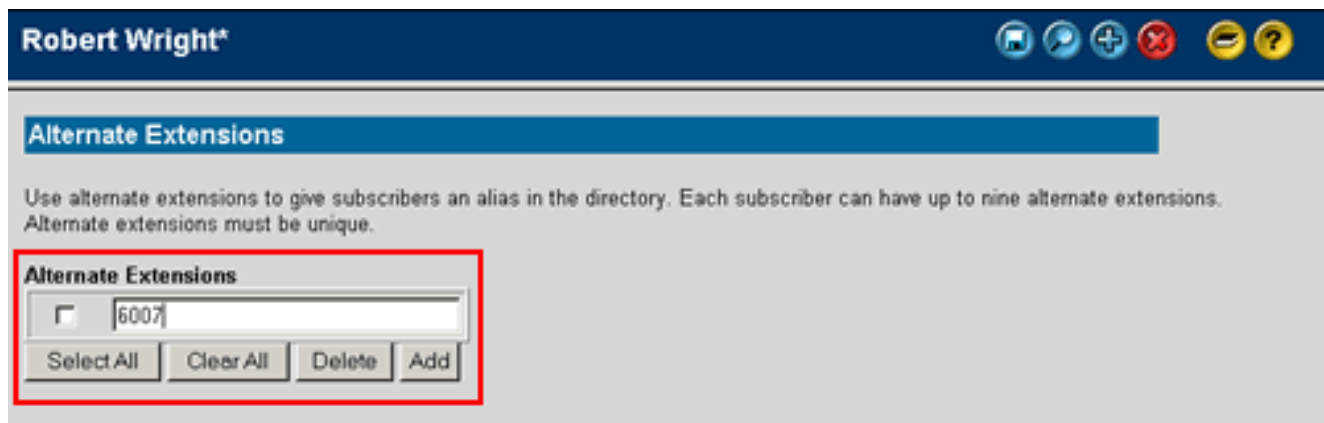 Robert Wright*
?
Alternate Extensions
Use alternate extensions to give subscribers an alias in the directory. Each subscriber can have up to nine alternate extensions.
Alternate extensions must be unique.
Alternate Extensions
6007
Select All Clear All Delete Add